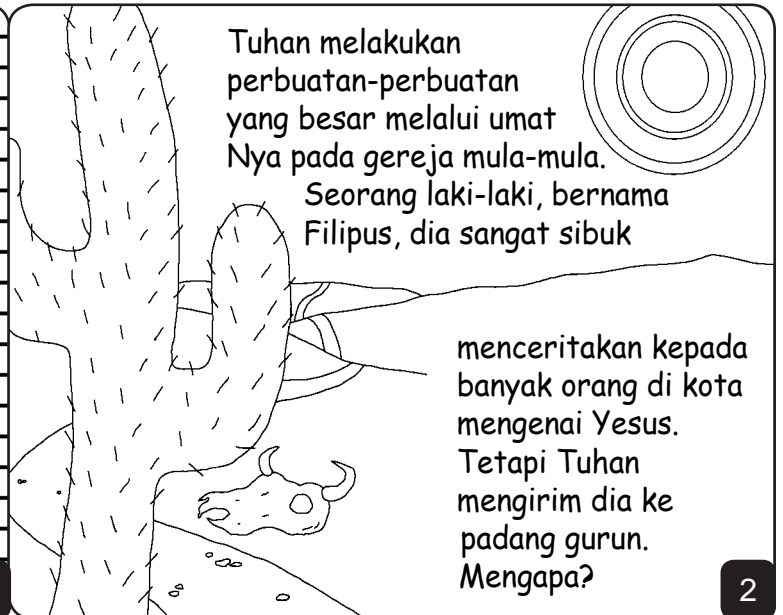 Tuhan melakukan
perbuatan-perbuatan
yang besar melalui umat
Nya pada gereja mula-mula.
Seorang laki-laki, bernama
Filipus, dia sangat sibuk
menceritakan kepada
banyak orang di kota
mengenai Yesus.
Tetapi Tuhan
mengirim dia ke
padang gurun.
Mengapa?
2